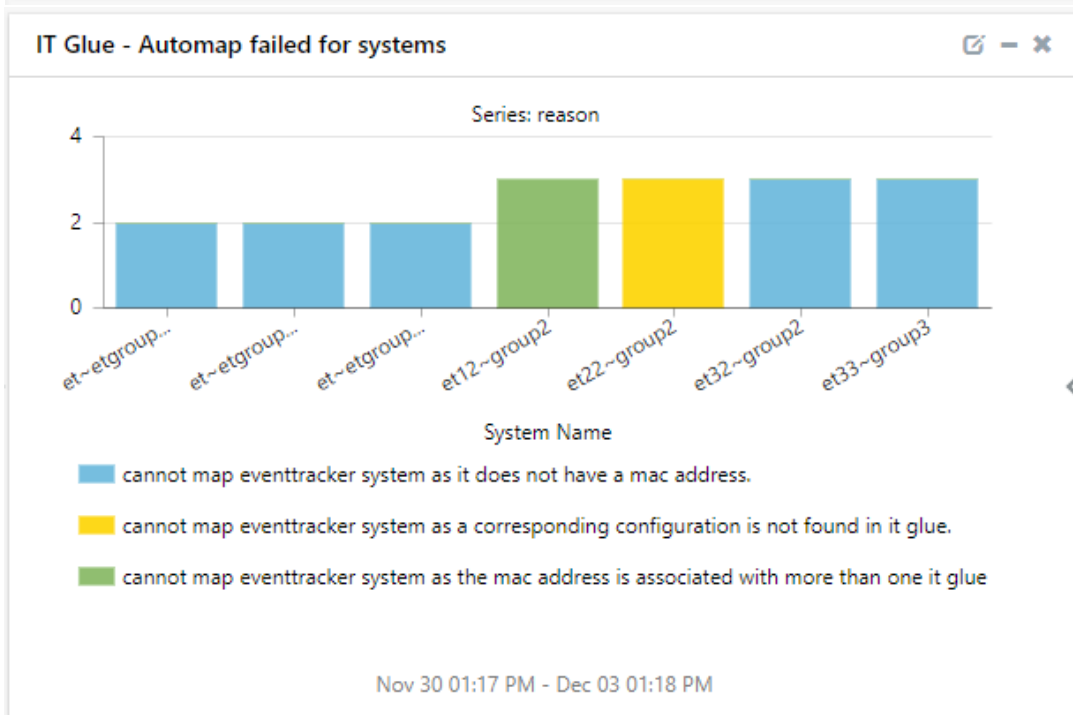 IT Glue - Automap failed for systems
Series: reason
4
2
0
et~etgroup...
et~etgroup...
et~etgroup...
et12~group2
et22~group2
et32~group2
et33~group3
System Name
cannot map eventtracker system as it does not have a mac address.
cannot map eventtracker system as a corresponding configuration is not found in it glue.
cannot map eventtracker system as the mac address is associated with more than one it glue
Nov 30 01:17 PM - Dec 03 01:18 PM